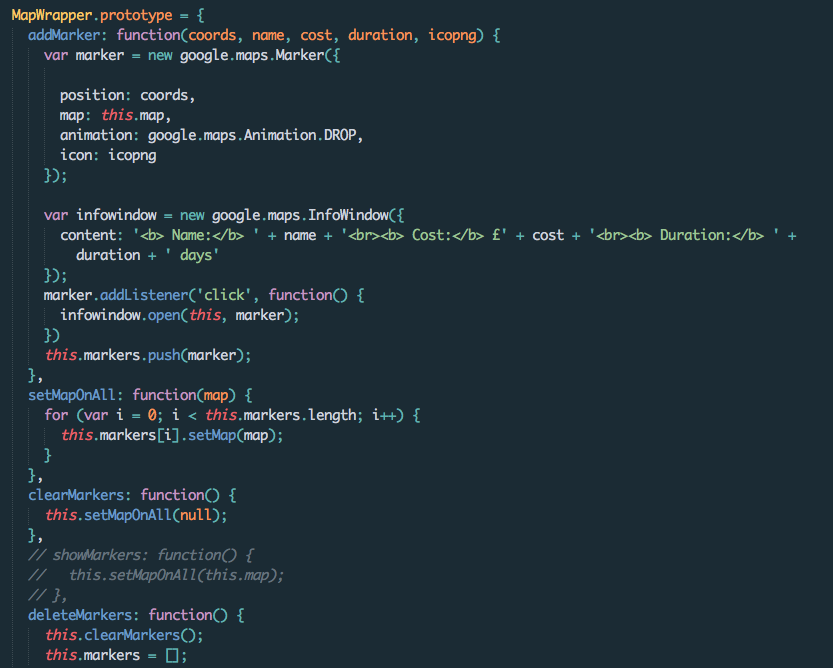 MapWrapper.prototype = {
  addMarker: function(coords, name, cost, duration, icopng) {
    var marker = new google.maps.Marker({

      position: coords,
      map: this.map,
      animation: google.maps.Animation.DROP,
      icon: icopng
    });

    var infowindow = new google.maps.InfoWindow({
      content: '<b> Name:</b> ' + name + '<br><b> Cost:</b> £' + cost + '<br><b> Duration:</b> ' +
        duration + ' days'
    });
    marker.addListener('click', function() {
      infowindow.open(this, marker);
    })
    this.markers.push(marker);
  },
  setMapOnAll: function(map) {
    for (var i = 0; i < this.markers.length; i++) {
      this.markers[i].setMap(map);
    }
  },
  clearMarkers: function() {
    this.setMapOnAll(null);
  },
  // showMarkers: function() {
  //   this.setMapOnAll(this.map);
  // },
  deleteMarkers: function() {
    this.clearMarkers();
    this.markers = [];